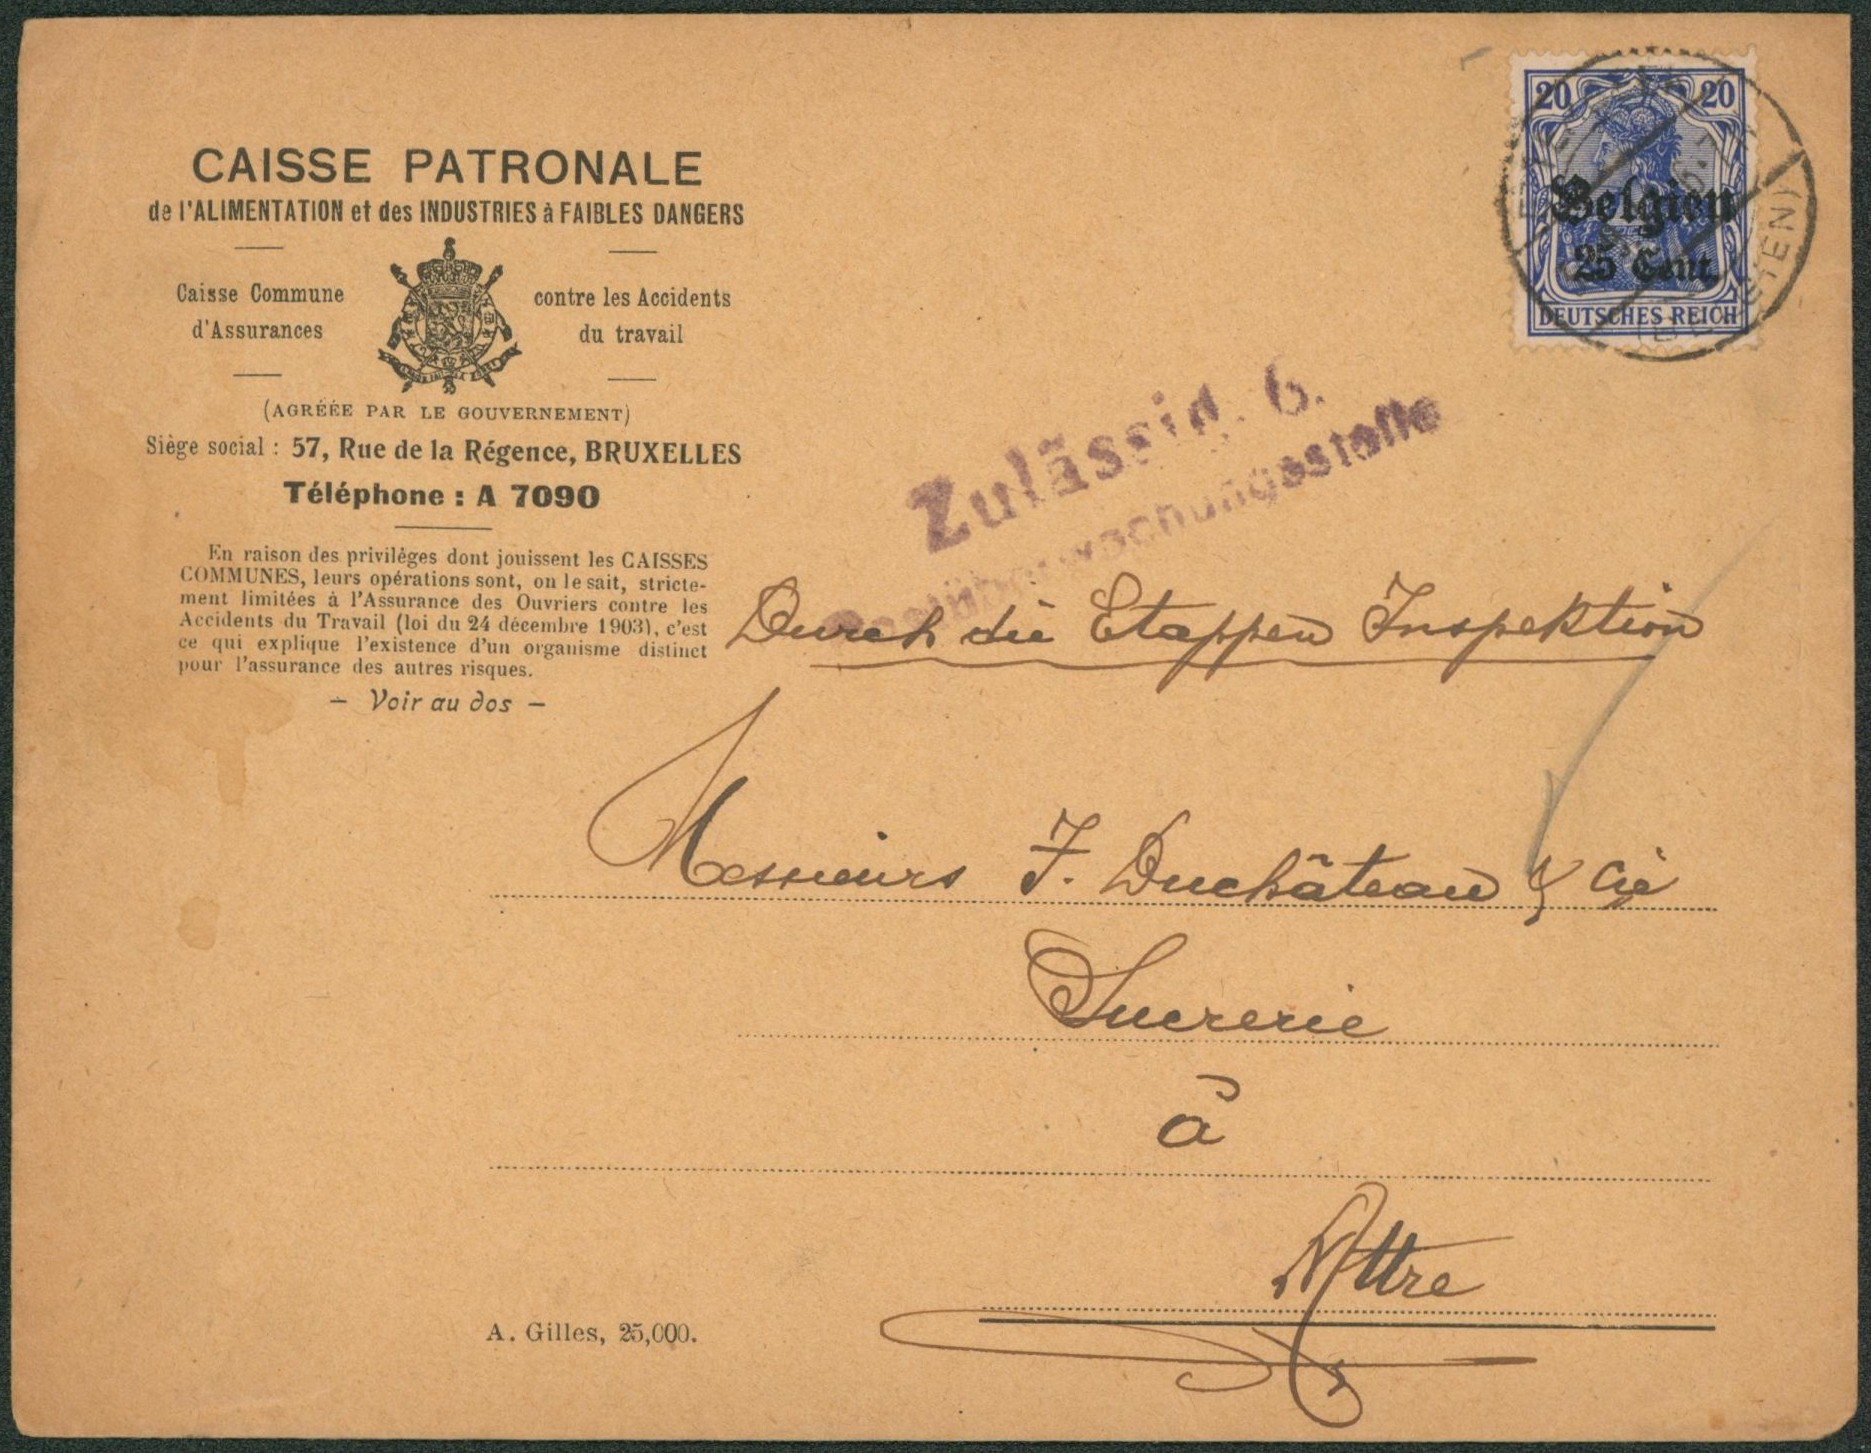 CAISSE PATRONALE
de l'ALIMENTATION et des INDUSTRIES à FAIBLES DANGERS
Caisse Commune
d'Assurances
contre les Accidents
du travail
(AGRÉÉE PAR LE GOUVERNEMENT)
Siège social : 57, Rue de la Régence, BRUXELLES
Téléphone : A 7090
En raison des privilèges dont jouissent les CAISSES
COMMUNES, leurs opérations sont, on le sait, stricte-
ment limitées à l'Assurance des Ouvriers contre les
Accidents du Travail (loi du 24 décembre 1903), c'est
ce qui explique l'existence d'un organisme distinct
pour l'assurance des autres risques.
— Voir au dos —
20 20
Belgien
25 Cent
DEUTSCHES REICH
Zulässig. 6.
Postüberwachungsstelle
Durch die Etappen Inspektion
Messieurs F. Duchâteau & Cie
Sucrerie
à
Attre
A. Gilles, 25,000.